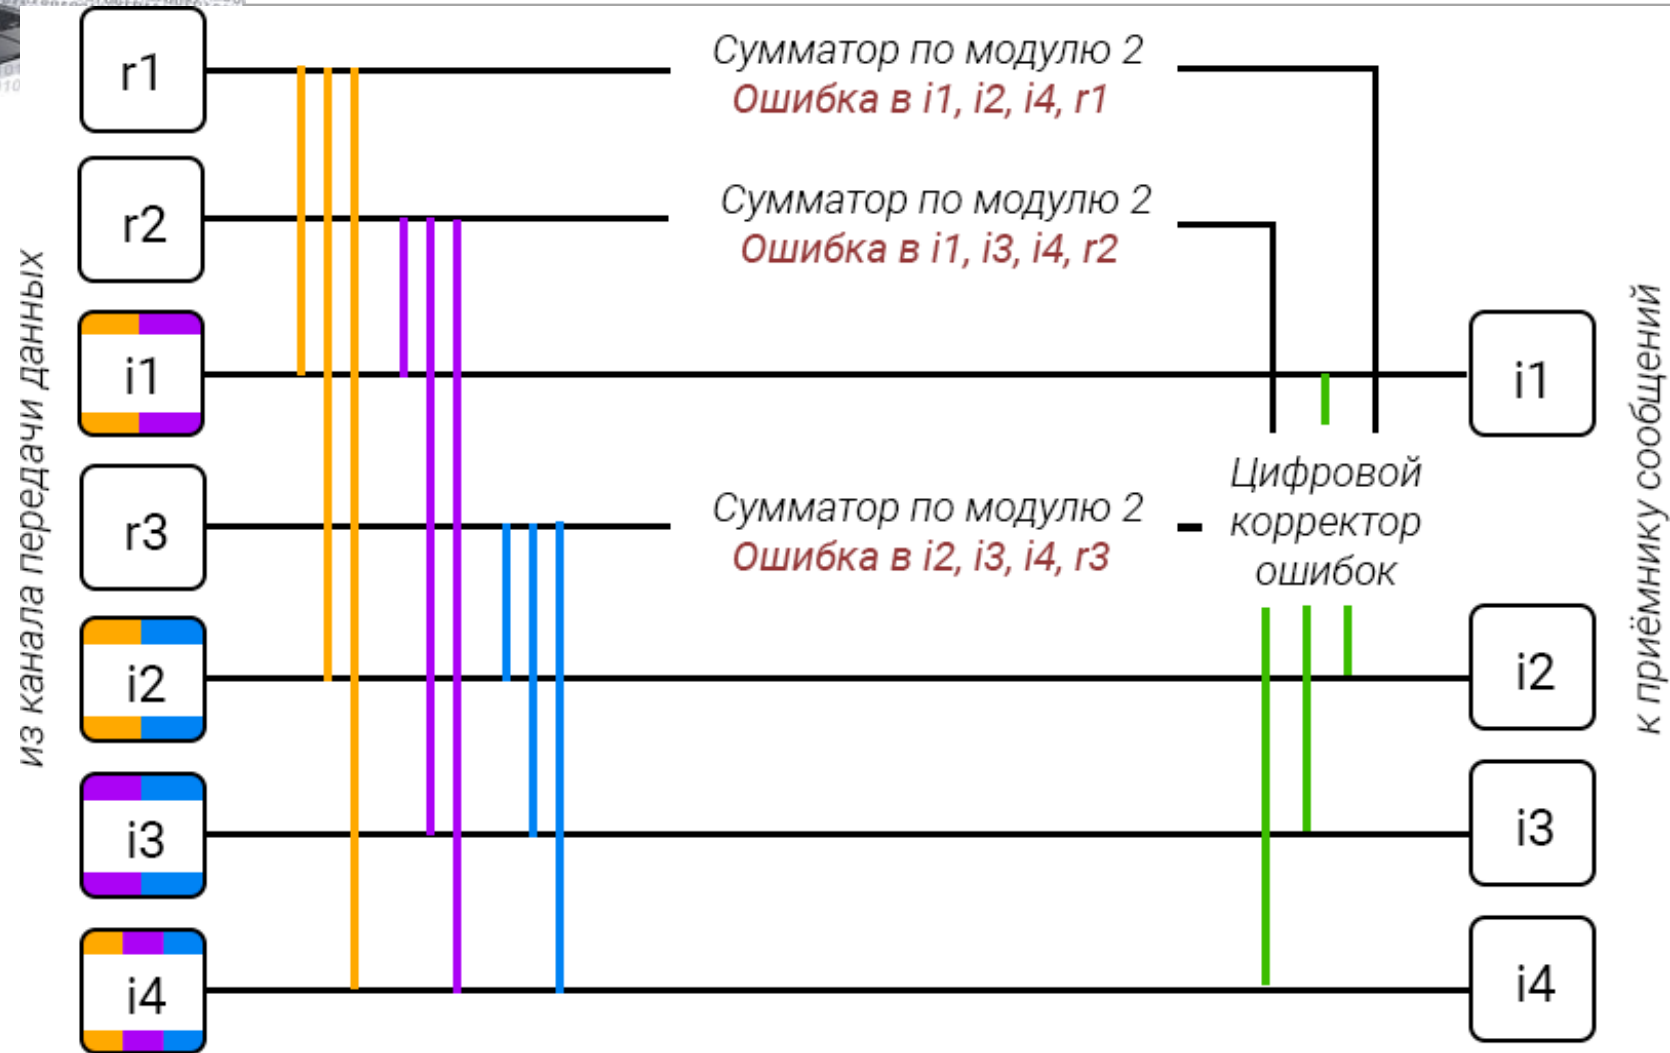 r1
Сумматор по модулю 2
Ошибка в i1, i2, i4, r1
r2
Сумматор по модулю 2
Ошибка в i1, i3, i4, r2
из канала передачи данных
i1
i1
к приёмнику сообщений
r3
Сумматор по модулю 2
Ошибка в i2, i3, i4, r3
Цифровой
корректор
ошибок
i2
i2
i3
i3
i4
i4